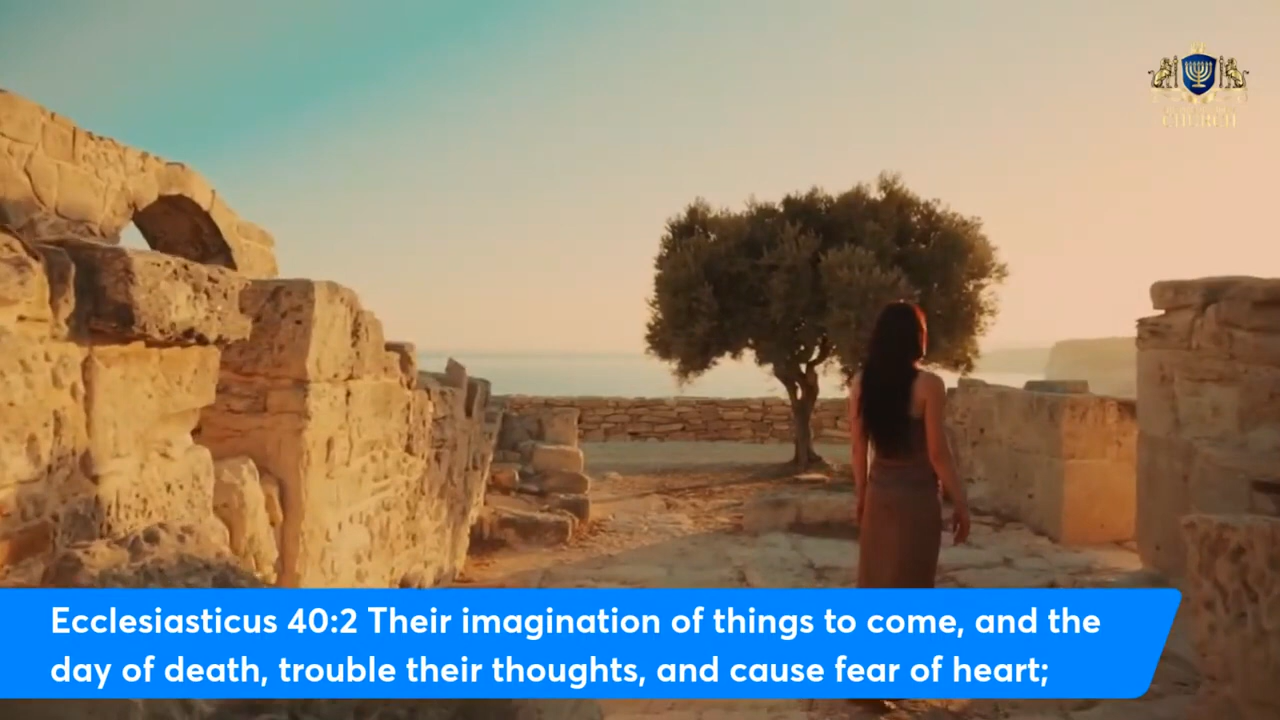 CHURCH
Ecclesiasticus 40:2 Their imagination of things to come, and the
day of death, trouble their thoughts, and cause fear of heart;